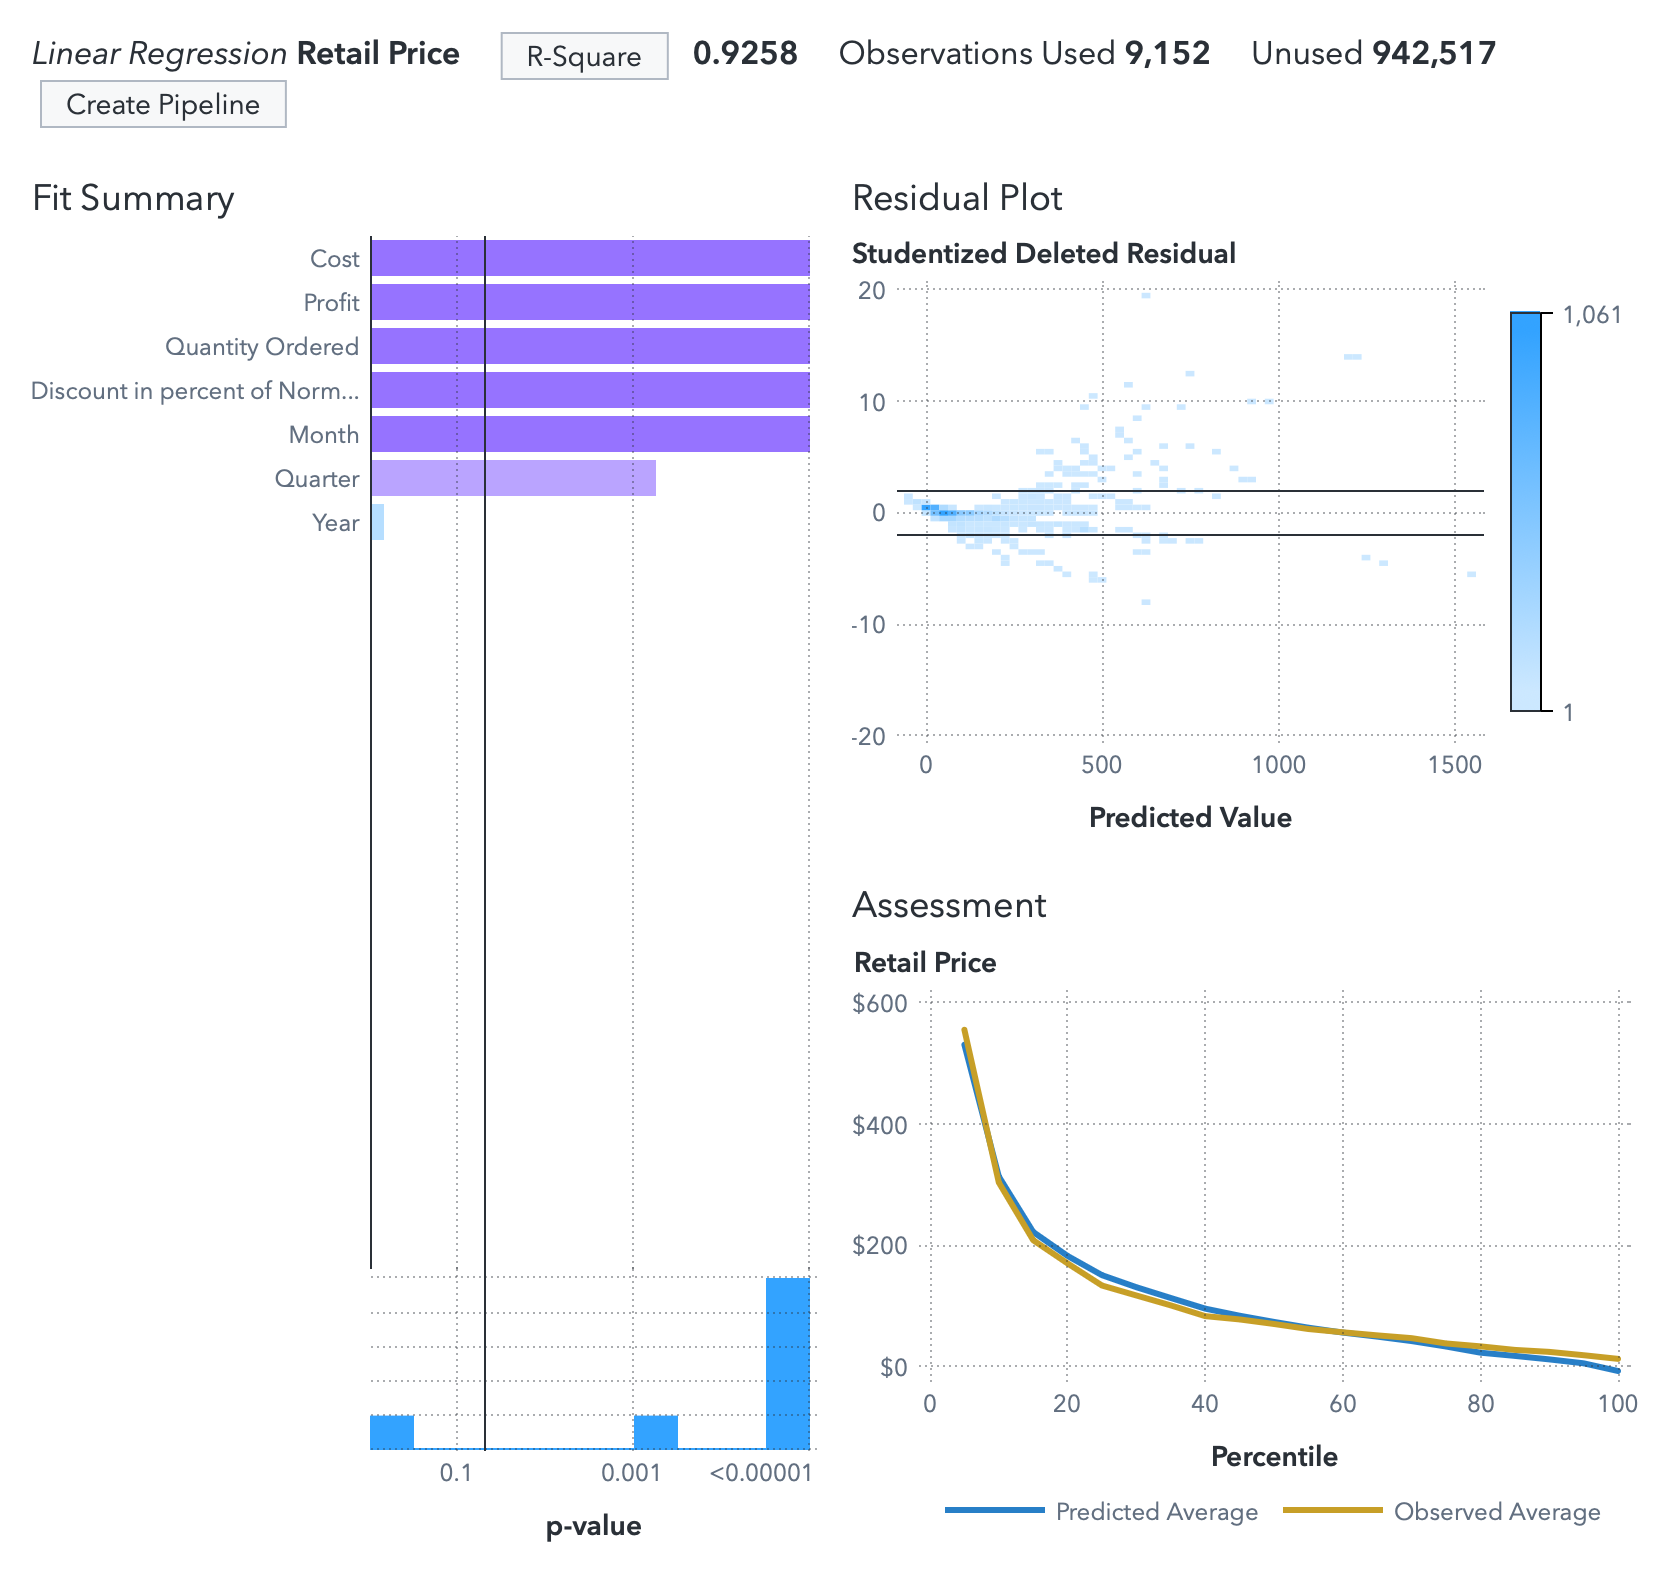 Linear Regression Retail Price R-Square 0.9258 Observations Used 9,152 Unused 942,517
Create Pipeline
Fit Summary
Cost
Profit
Quantity Ordered
Discount in percent of Norm...
Month
Quarter
Year
0.1 0.001 <0.00001
p-value
Residual Plot
Studentized Deleted Residual
20
10
0
-10
-20
0 500 1000 1500
Predicted Value
1,061
1
Assessment
Retail Price
$600
$400
$200
$0
0 20 40 60 80 100
Percentile
Predicted Average Observed Average